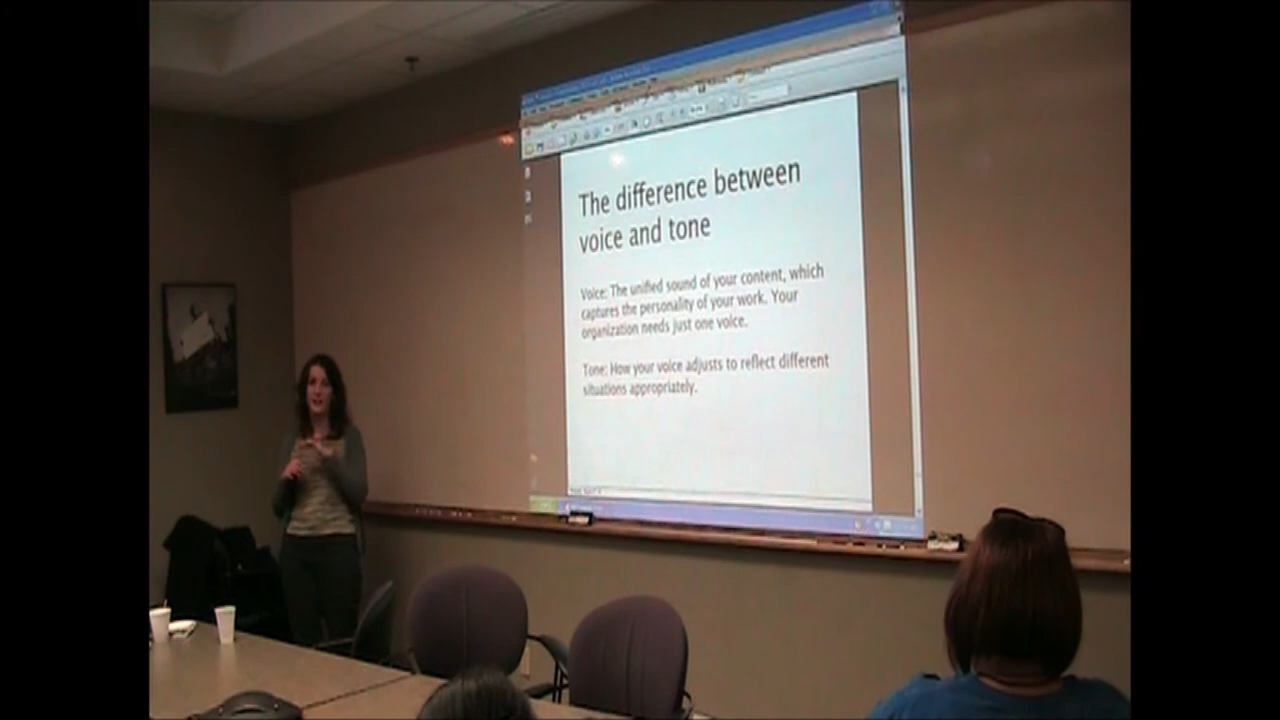 The difference between
voice and tone
Voice: The unified sound of your content, which
captures the personality of your work. Your
organization needs just one voice.
Tone: How your voice adjusts to reflect different
situations appropriately.